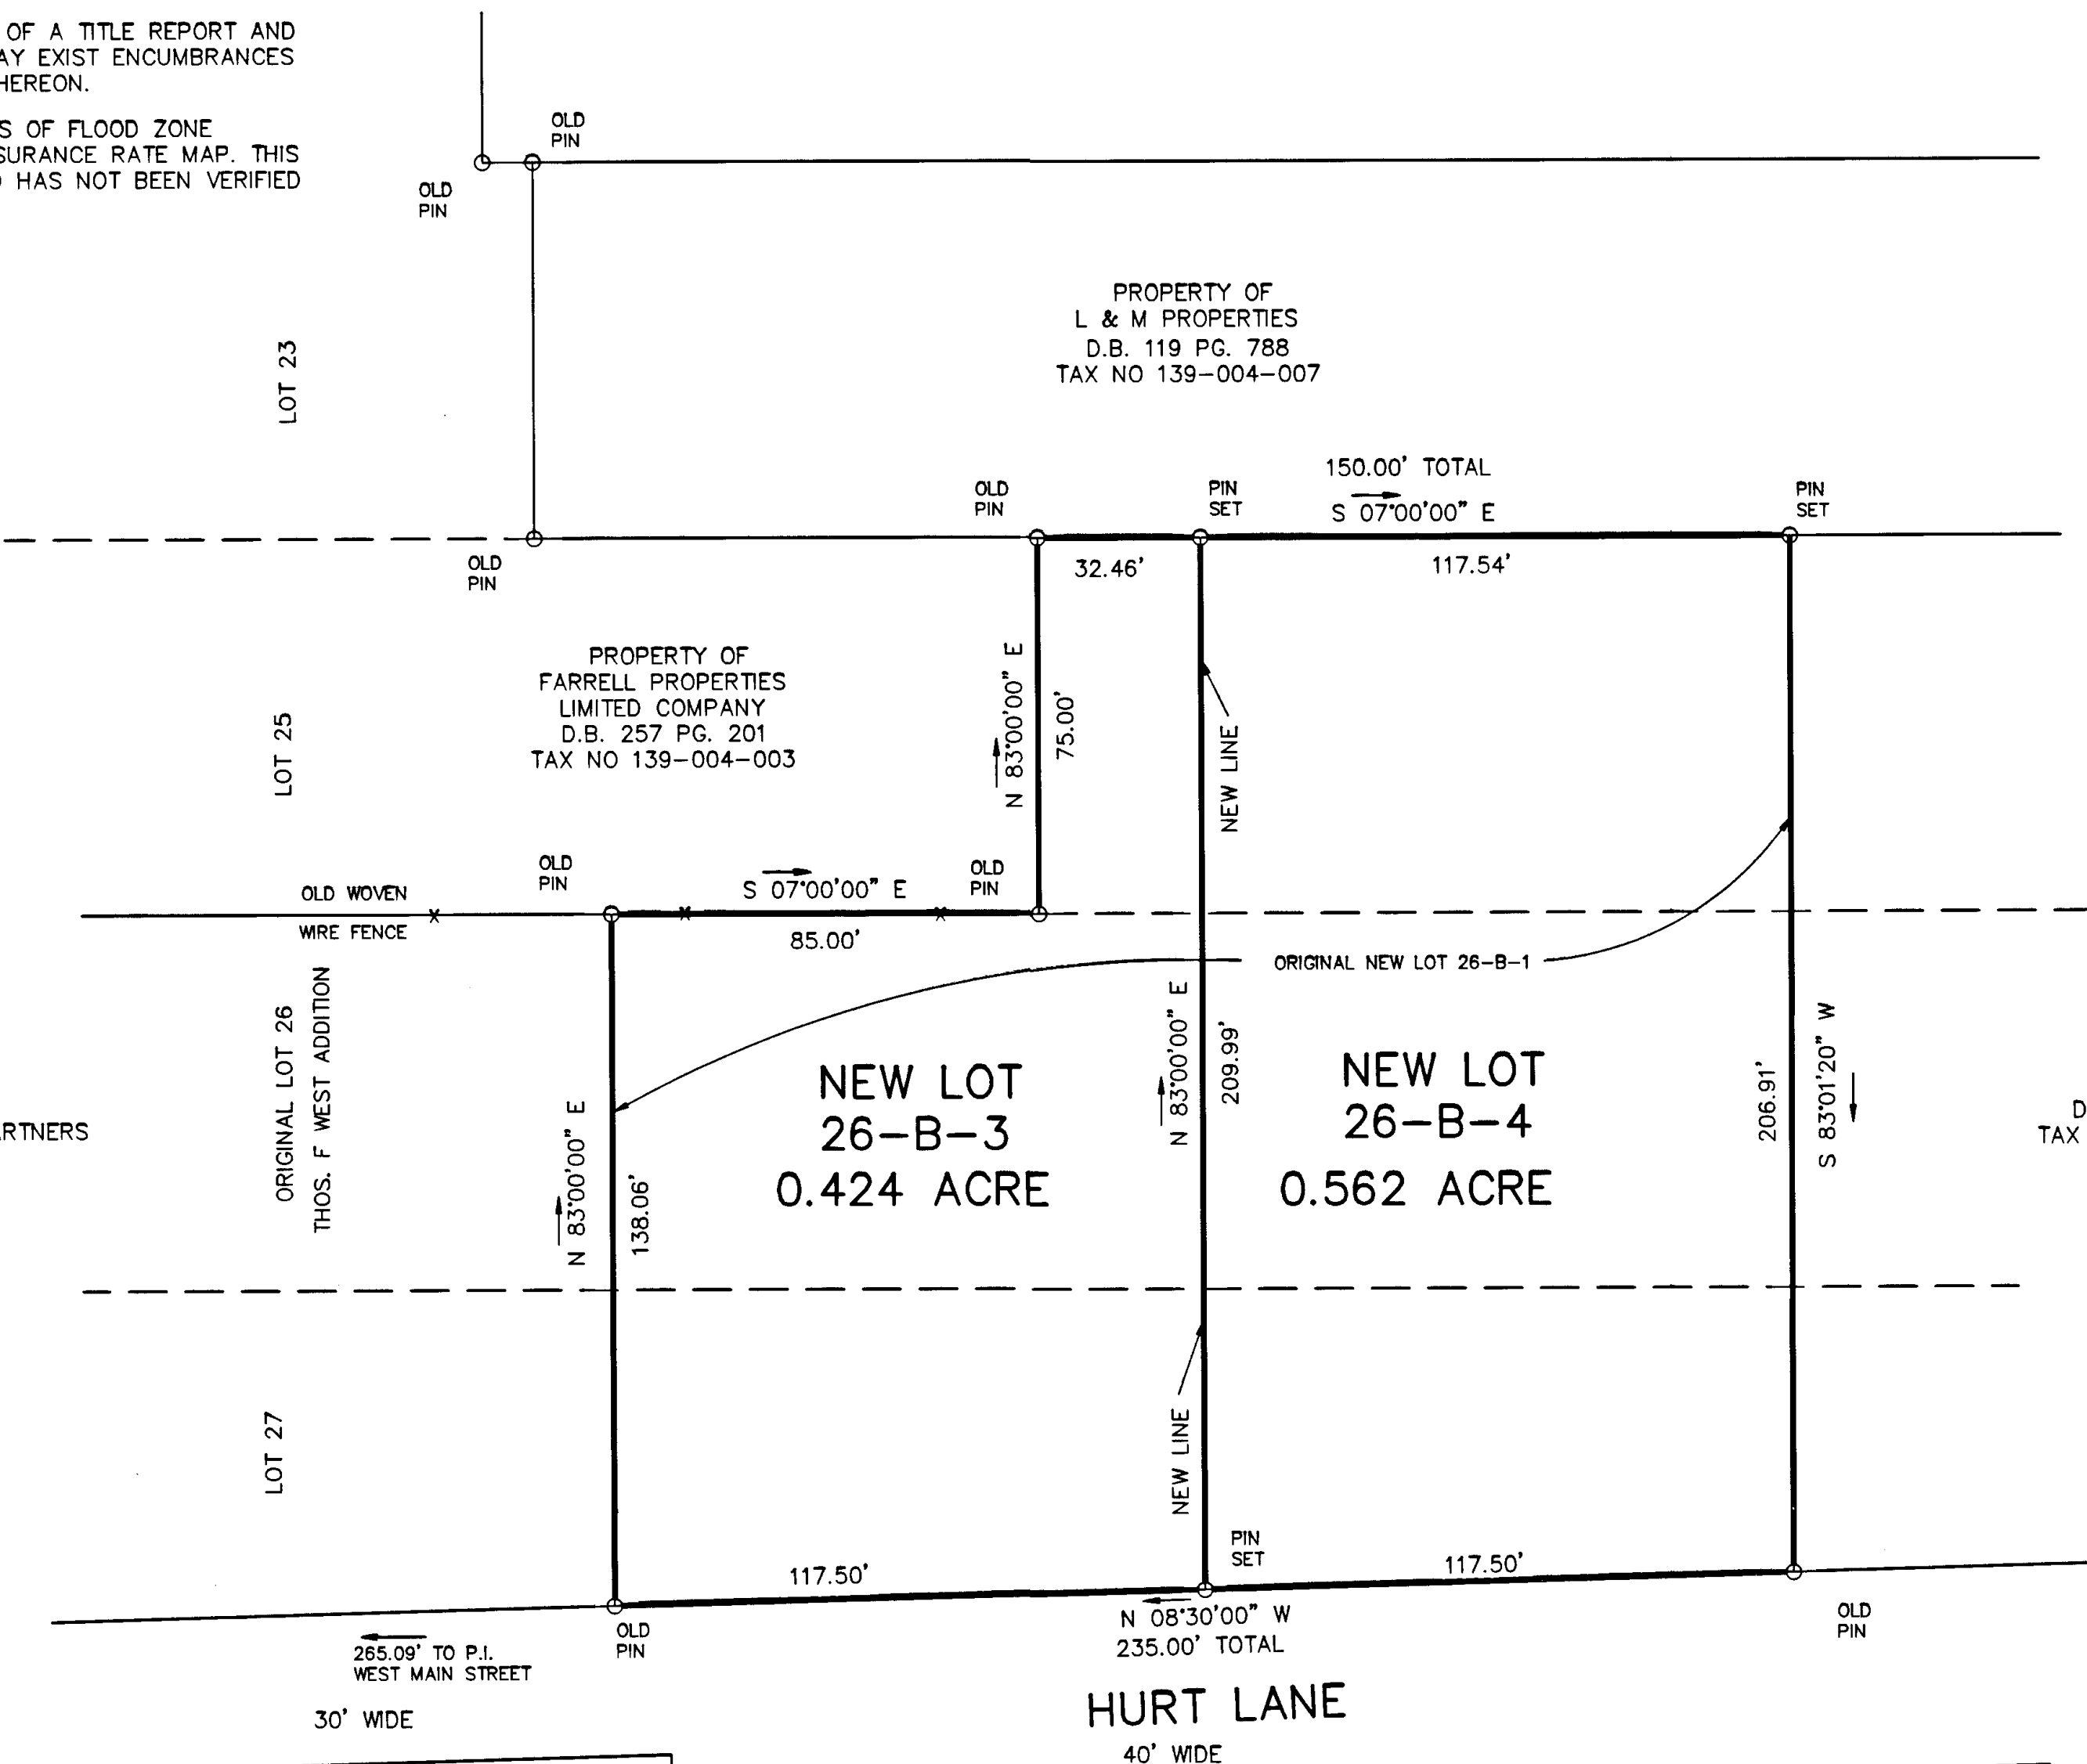 OF A TITLE REPORT AND
AY EXIST ENCUMBRANCES
HEREON.
S OF FLOOD ZONE
SURANCE RATE MAP. THIS
HAS NOT BEEN VERIFIED
OLD
PIN
OLD
PIN
LOT 23
PROPERTY OF
L & M PROPERTIES
D.B. 119 PG. 788
TAX NO 139-004-007
150.00' TOTAL
S 07°00'00" E
OLD
PIN
PIN
SET
PIN
SET
OLD
PIN
32.46'
117.54'
PROPERTY OF
FARRELL PROPERTIES
LIMITED COMPANY
D.B. 257 PG. 201
TAX NO 139-004-003
LOT 25
N 83°00'00" E
75.00'
NEW LINE
OLD
PIN
OLD
PIN
S 07°00'00" E
OLD WOVEN
WIRE FENCE
85.00'
ORIGINAL NEW LOT 26-B-1
ORIGINAL LOT 26
THOS. F WEST ADDITION
N 83°00'00" E
138.06'
NEW LOT
26-B-3
0.424 ACRE
N 83°00'00" E
209.99'
NEW LOT
26-B-4
0.562 ACRE
206.91'
S 83°01'20" W
RTNERS
D
TAX
LOT 27
NEW LINE
PIN
SET
117.50'
117.50'
N 08°30'00" W
235.00' TOTAL
OLD
PIN
OLD
PIN
265.09' TO P.I.
WEST MAIN STREET
30' WIDE
HURT LANE
40' WIDE